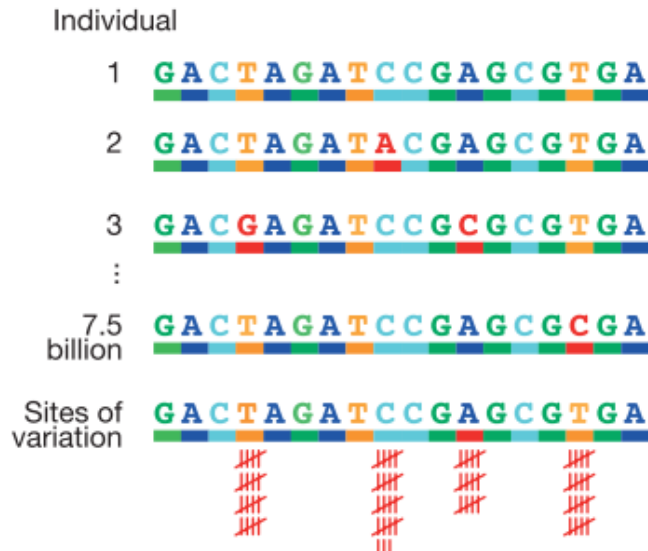 Individual
1 GACTAGATCCGAGCGTGA
2 GACTAGATACGAGCGTGA
3 GACGAGATCCGCGCGTGA
⋮
7.5 billion GACTAGATCCGAGCGCGA
Sites of variation GACTAGATCCGAGCGTGA